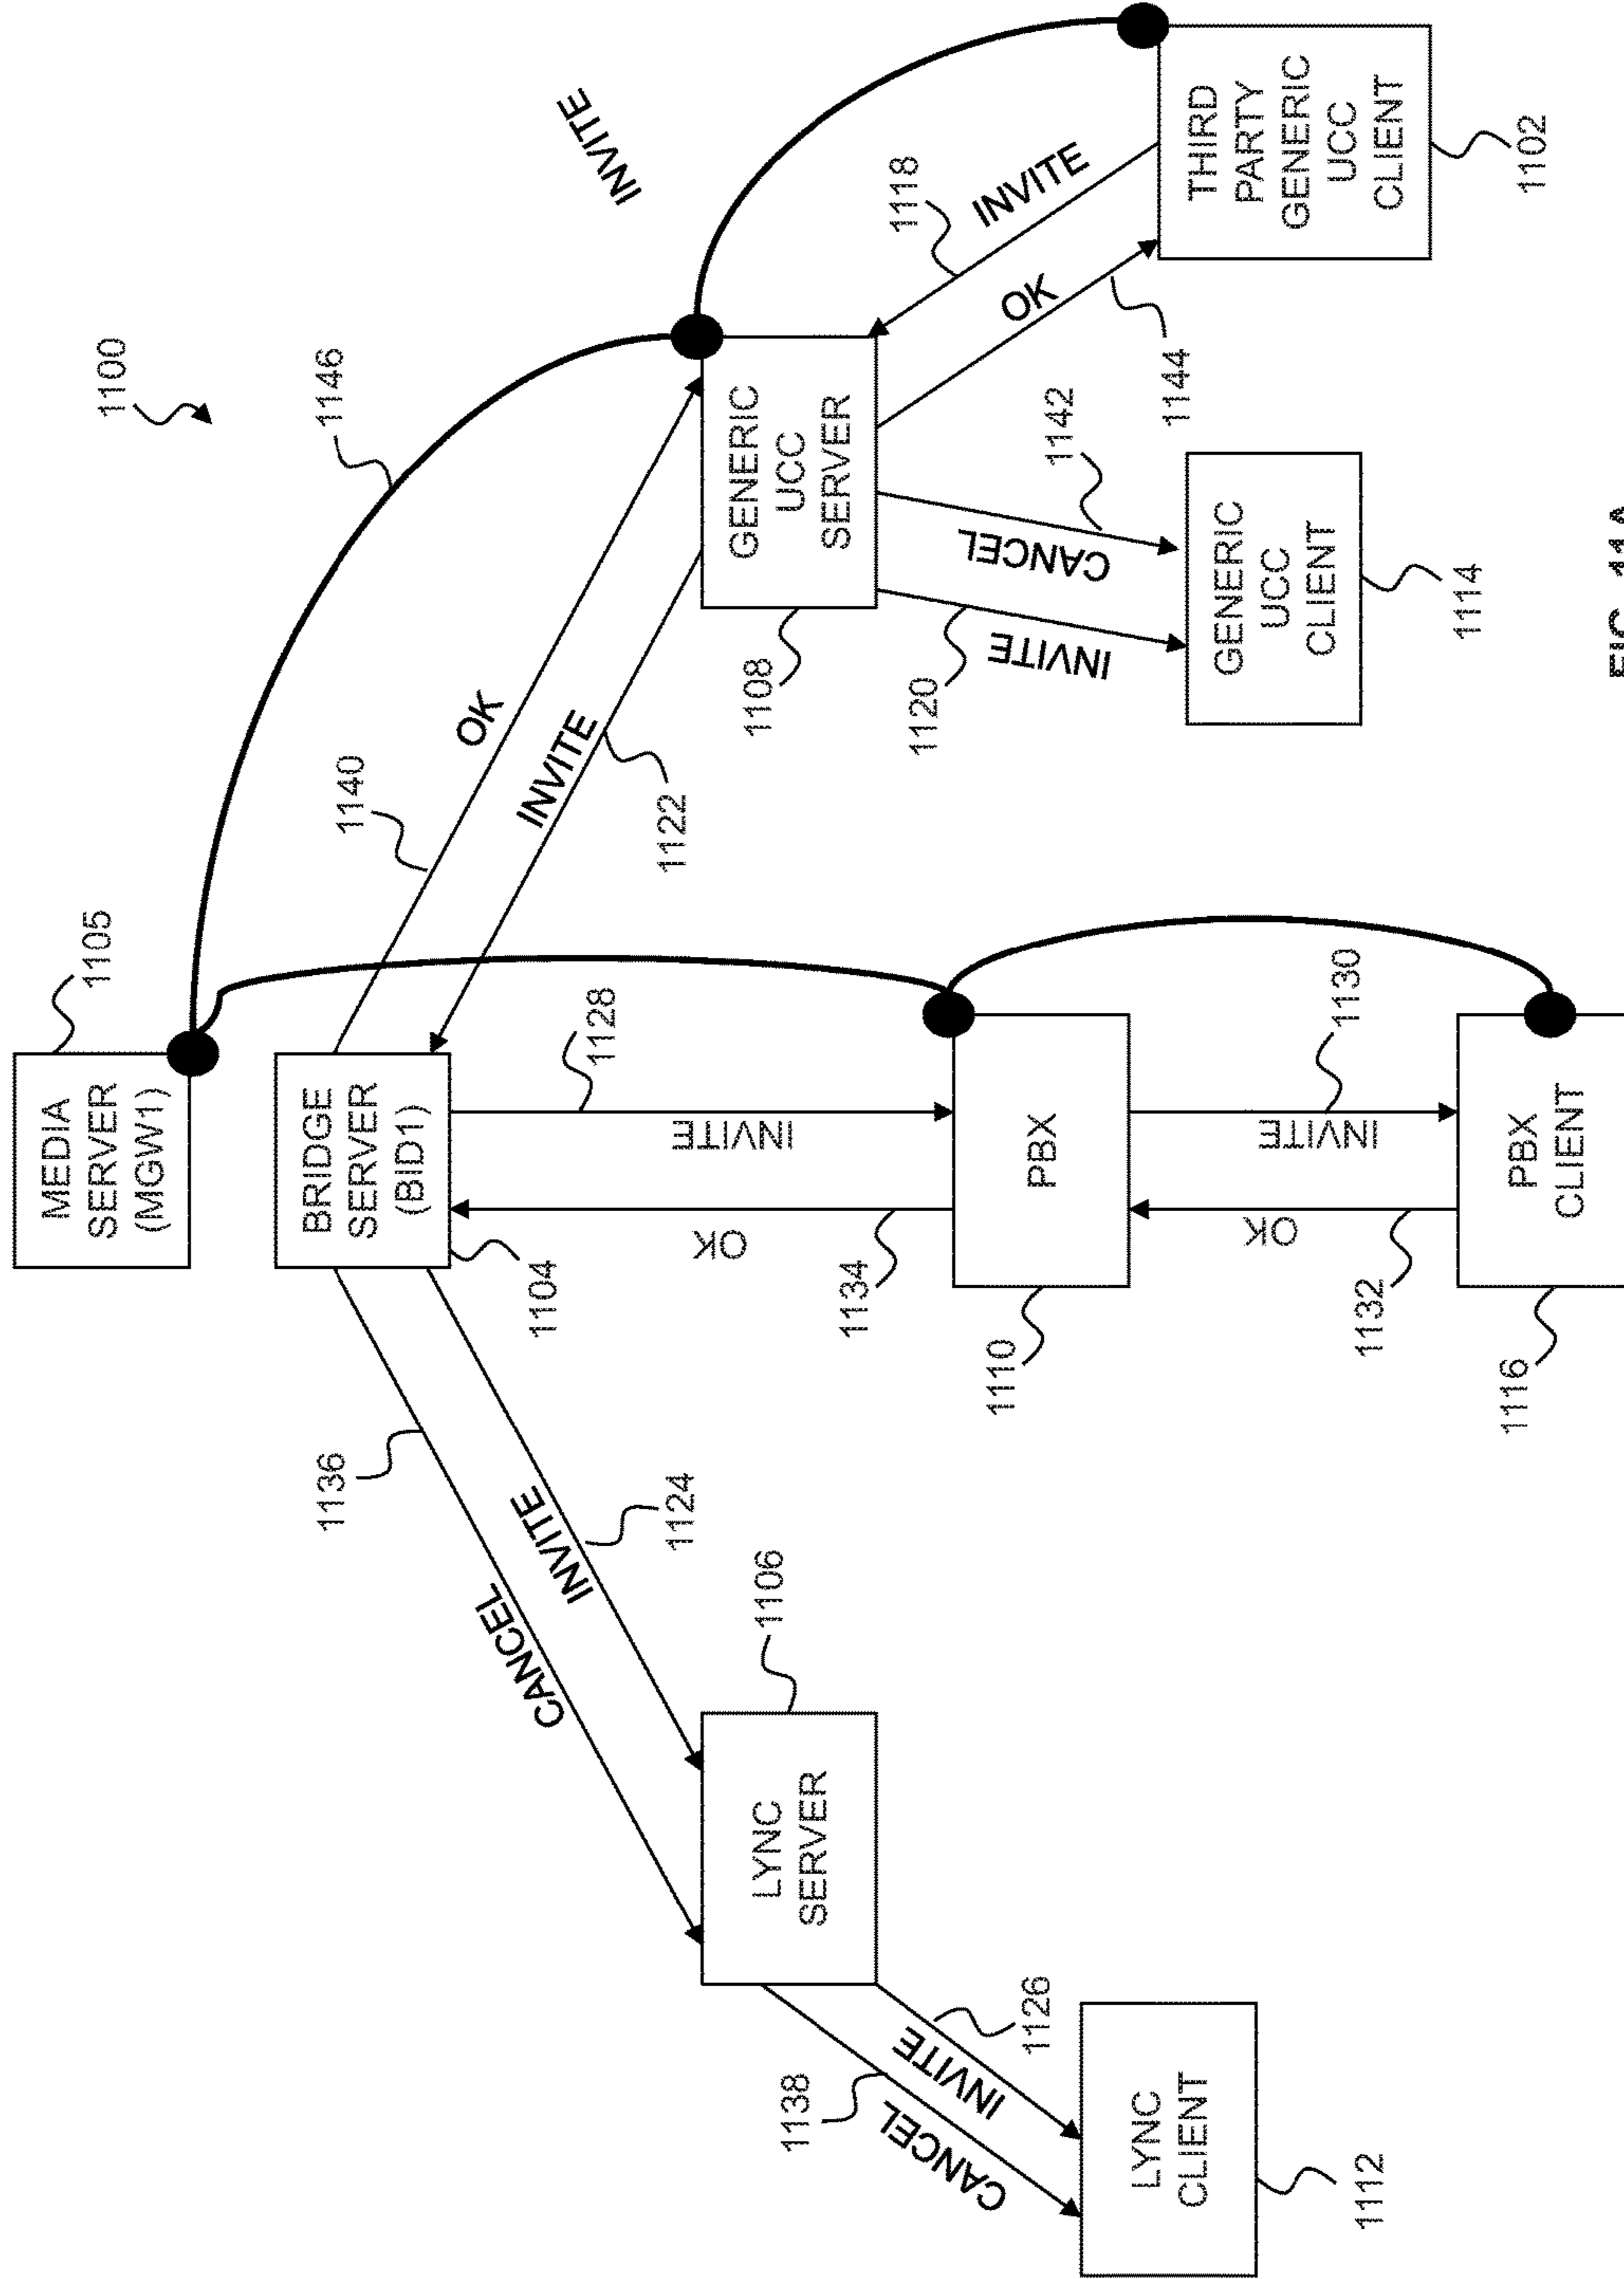 1100
MEDIA
SERVER
(MGW1)
1105
BRIDGE
SERVER
(BID1)
1104
1146
1140
OK
INVITE
1122
INVITE
1136
CANCEL
INVITE
1124
1128
INVITE
OK
1134
LYNC
SERVER
1106
PBX
1110
GENERIC
UCC
SERVER
1108
1118
INVITE
OK
1144
1142
CANCEL
INVITE
1120
1126
INVITE
1138
CANCEL
1130
INVITE
OK
1132
LYNC
CLIENT
1112
PBX
CLIENT
1116
GENERIC
UCC
CLIENT
1114
THIRD
PARTY
GENERIC
UCC
CLIENT
1102
FIG. 11A